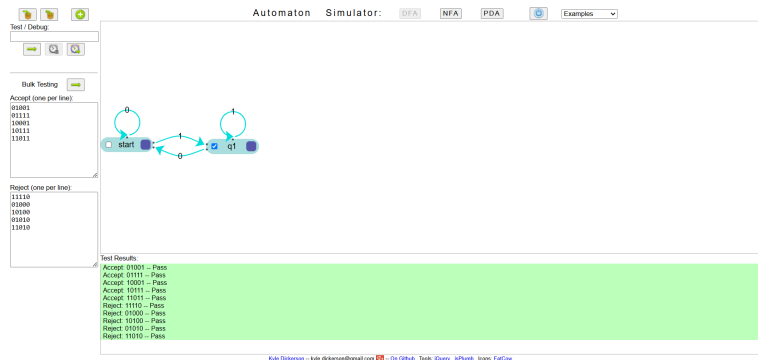 Automaton Simulator: DFA NFA PDA Examples
Test / Debug:
Bulk Testing
Accept (one per line):
01001
01111
10001
10111
11011
Reject (one per line):
11110
01000
10100
01010
11010
0
1
start
1
0
q1
Test Results:
Accept: 01001 -- Pass
Accept: 01111 -- Pass
Accept: 10001 -- Pass
Accept: 10111 -- Pass
Accept: 11011 -- Pass
Reject: 11110 -- Pass
Reject: 01000 -- Pass
Reject: 10100 -- Pass
Reject: 01010 -- Pass
Reject: 11010 -- Pass
Kyle Dickerson -- kyle.dickerson@gmail.com -- On Github Tools: jQuery, jsPlumb Icons: FatCow